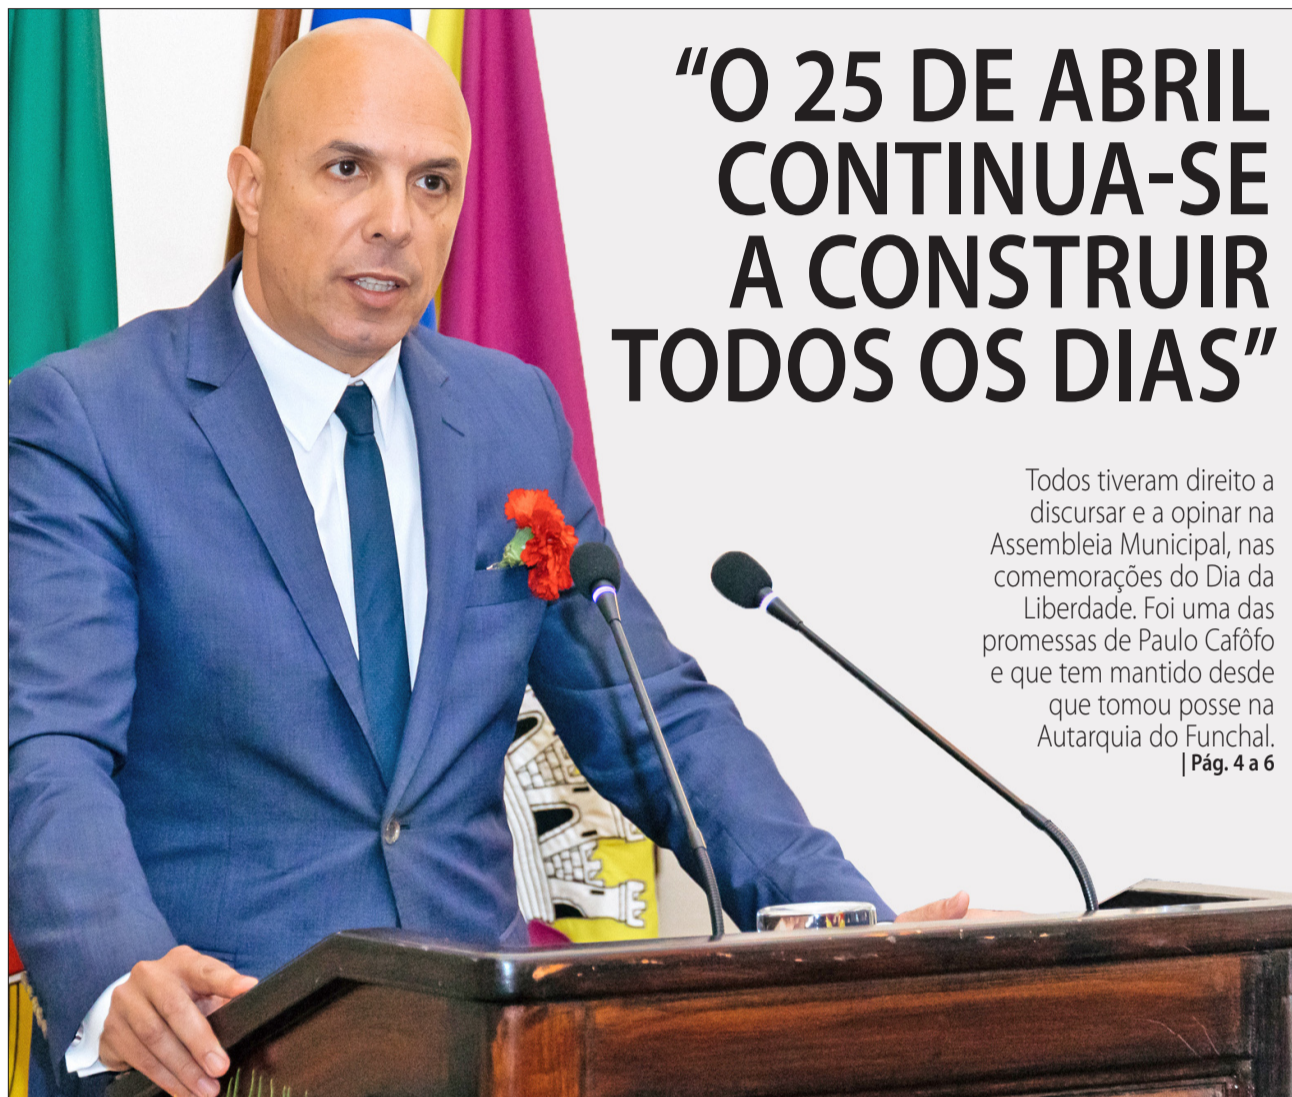 “O 25 DE ABRIL
CONTINUA-SE
A CONSTRUIR
TODOS OS DIAS”
Todos tiveram direito a
discursar e a opinar na
Assembleia Municipal, nas
comemorações do Dia da
Liberdade. Foi uma das
promessas de Paulo Cafôfo
e que tem mantido desde
que tomou posse na
Autarquia do Funchal.
| Pág. 4 a 6